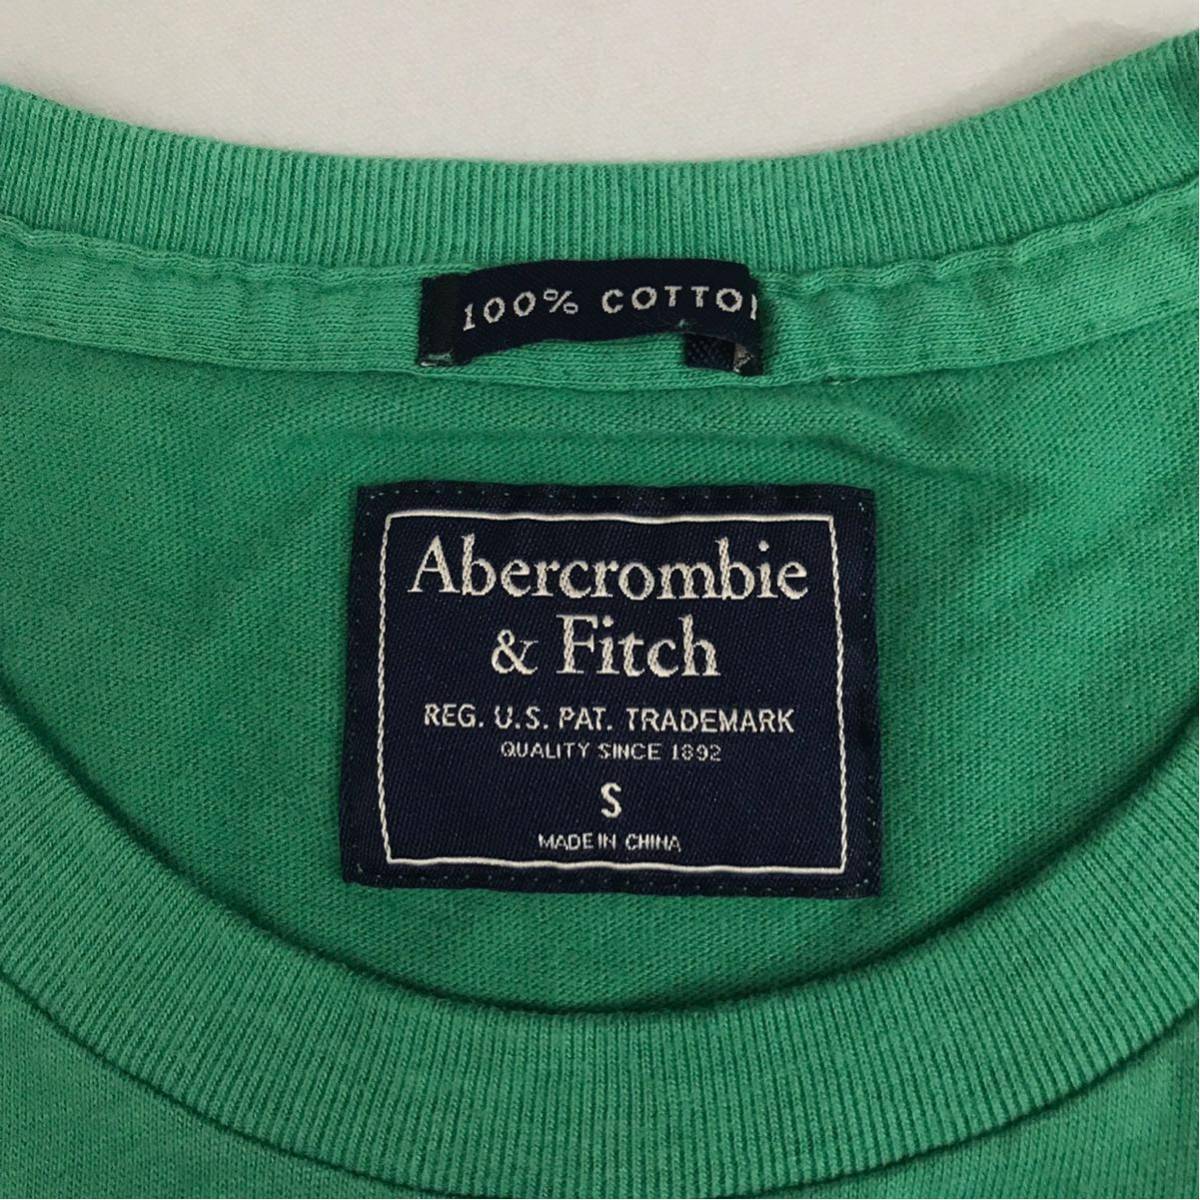 100% COTTO
Abercrombie
& Fitch
REG. U.S. PAT. TRADEMARK
QUALITY SINCE 1892
S
MADE IN CHINA